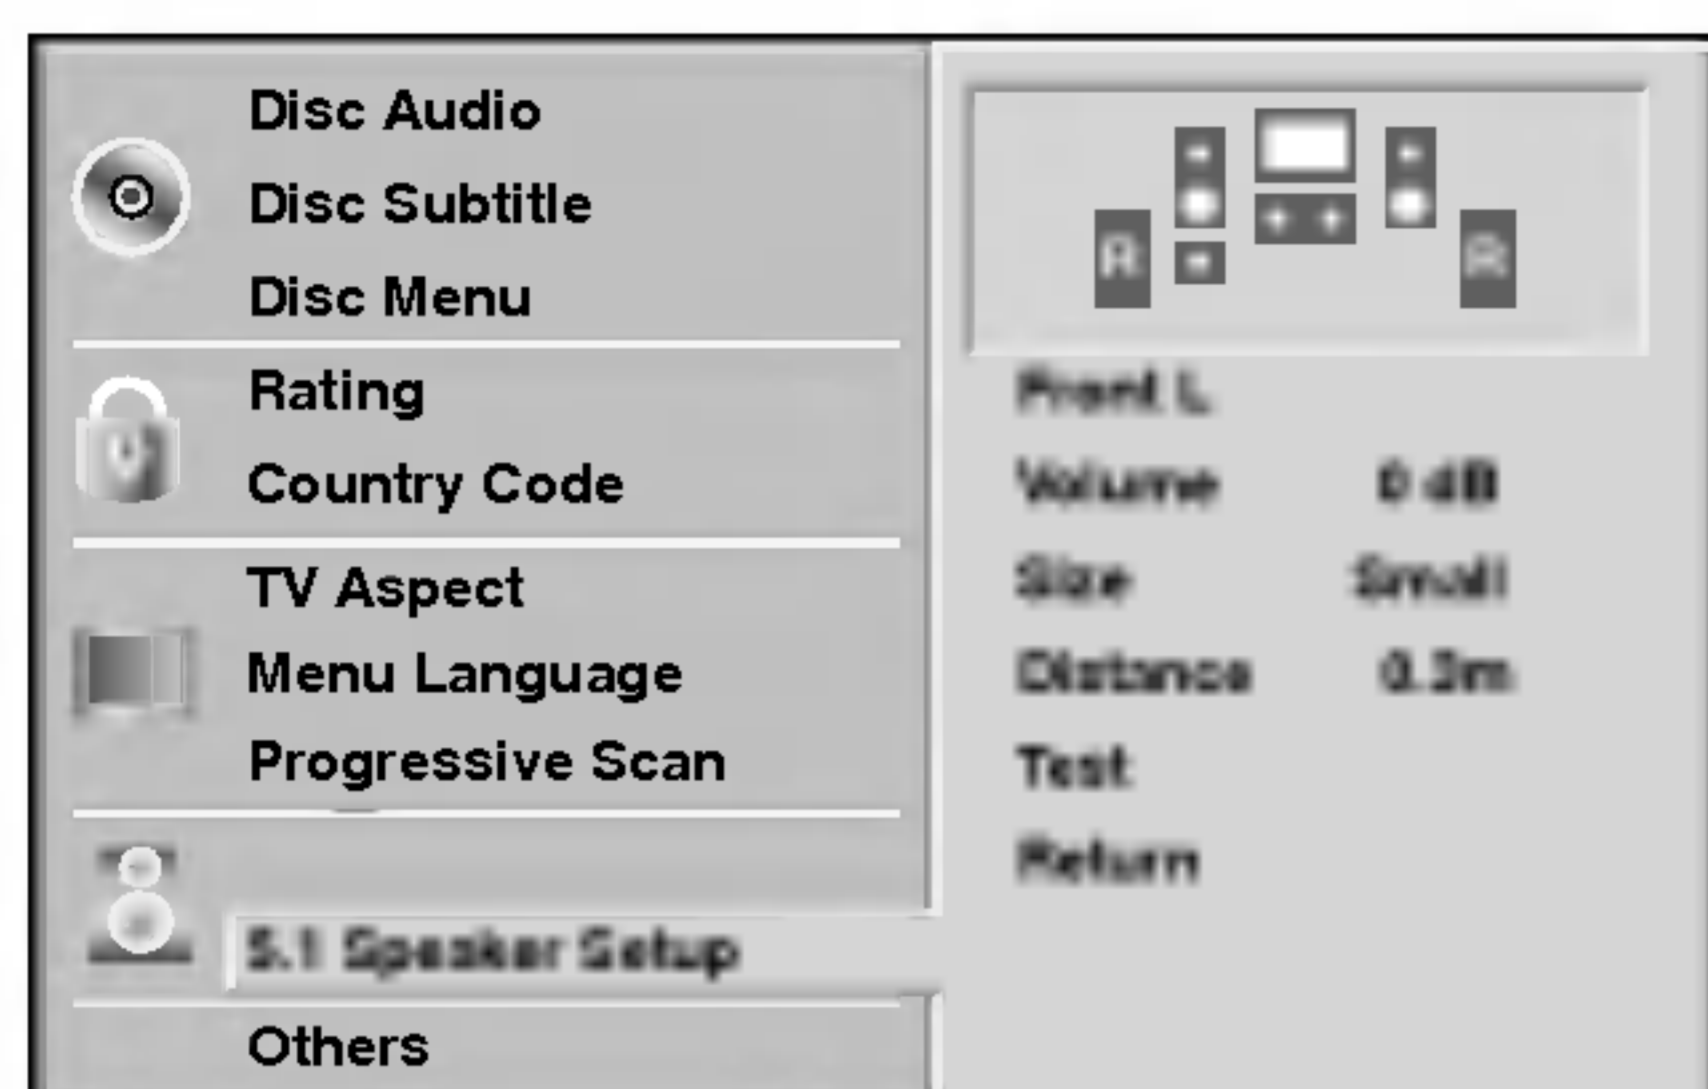 Disc Audio
Disc Subtitle
Disc Menu
Rating
Country Code
TV Aspect
Menu Language
Progressive Scan
5.1 Speaker Setup
Others
R
R
Front L
Volume 0 dB
Size Small
Distance 0.3m
Test
Return